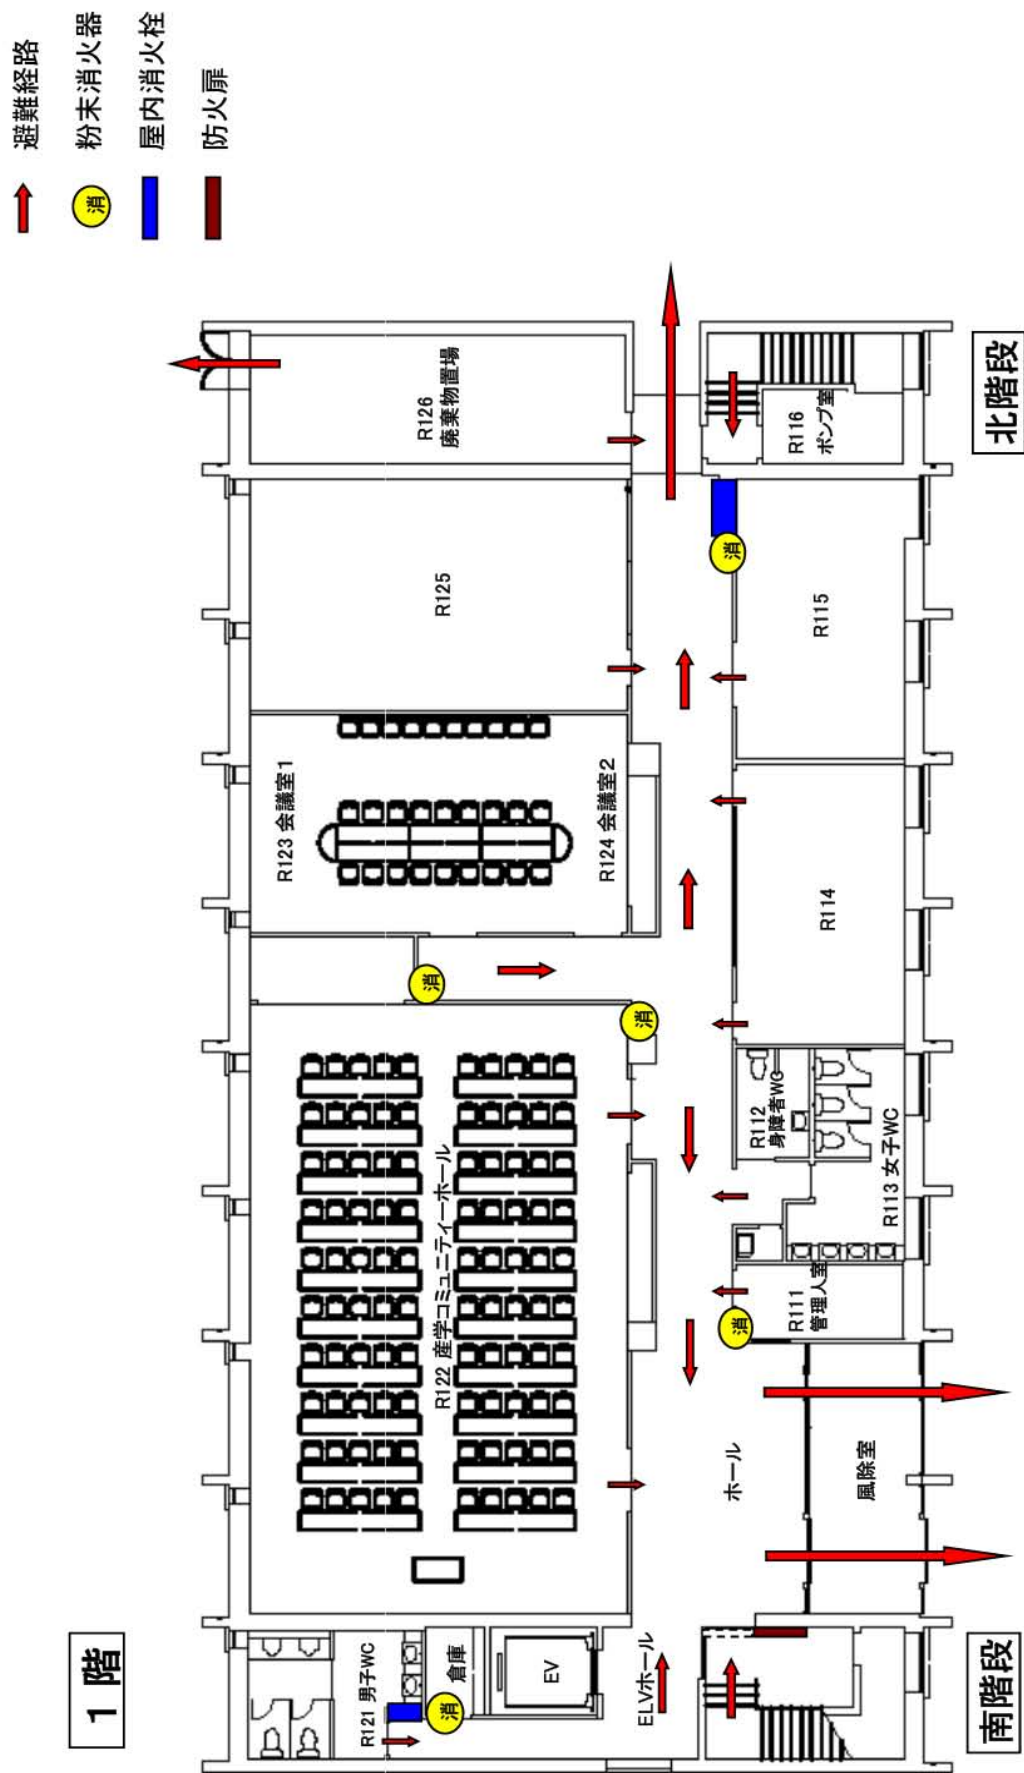 1階
避難経路
消 粉末消火器
屋内消火栓
防火扉
R121 男子WC
倉庫
消
EV
ELVホール
南階段
R122 産学コミュニティーホール
消
消
R123 会議室1
R124 会議室2
R125
R126
廃棄物置場
ホール
風除室
消
R111
管理人室
R112
身障者WC
R113 女子WC
R114
R115
消
R116
ポンプ室
北階段